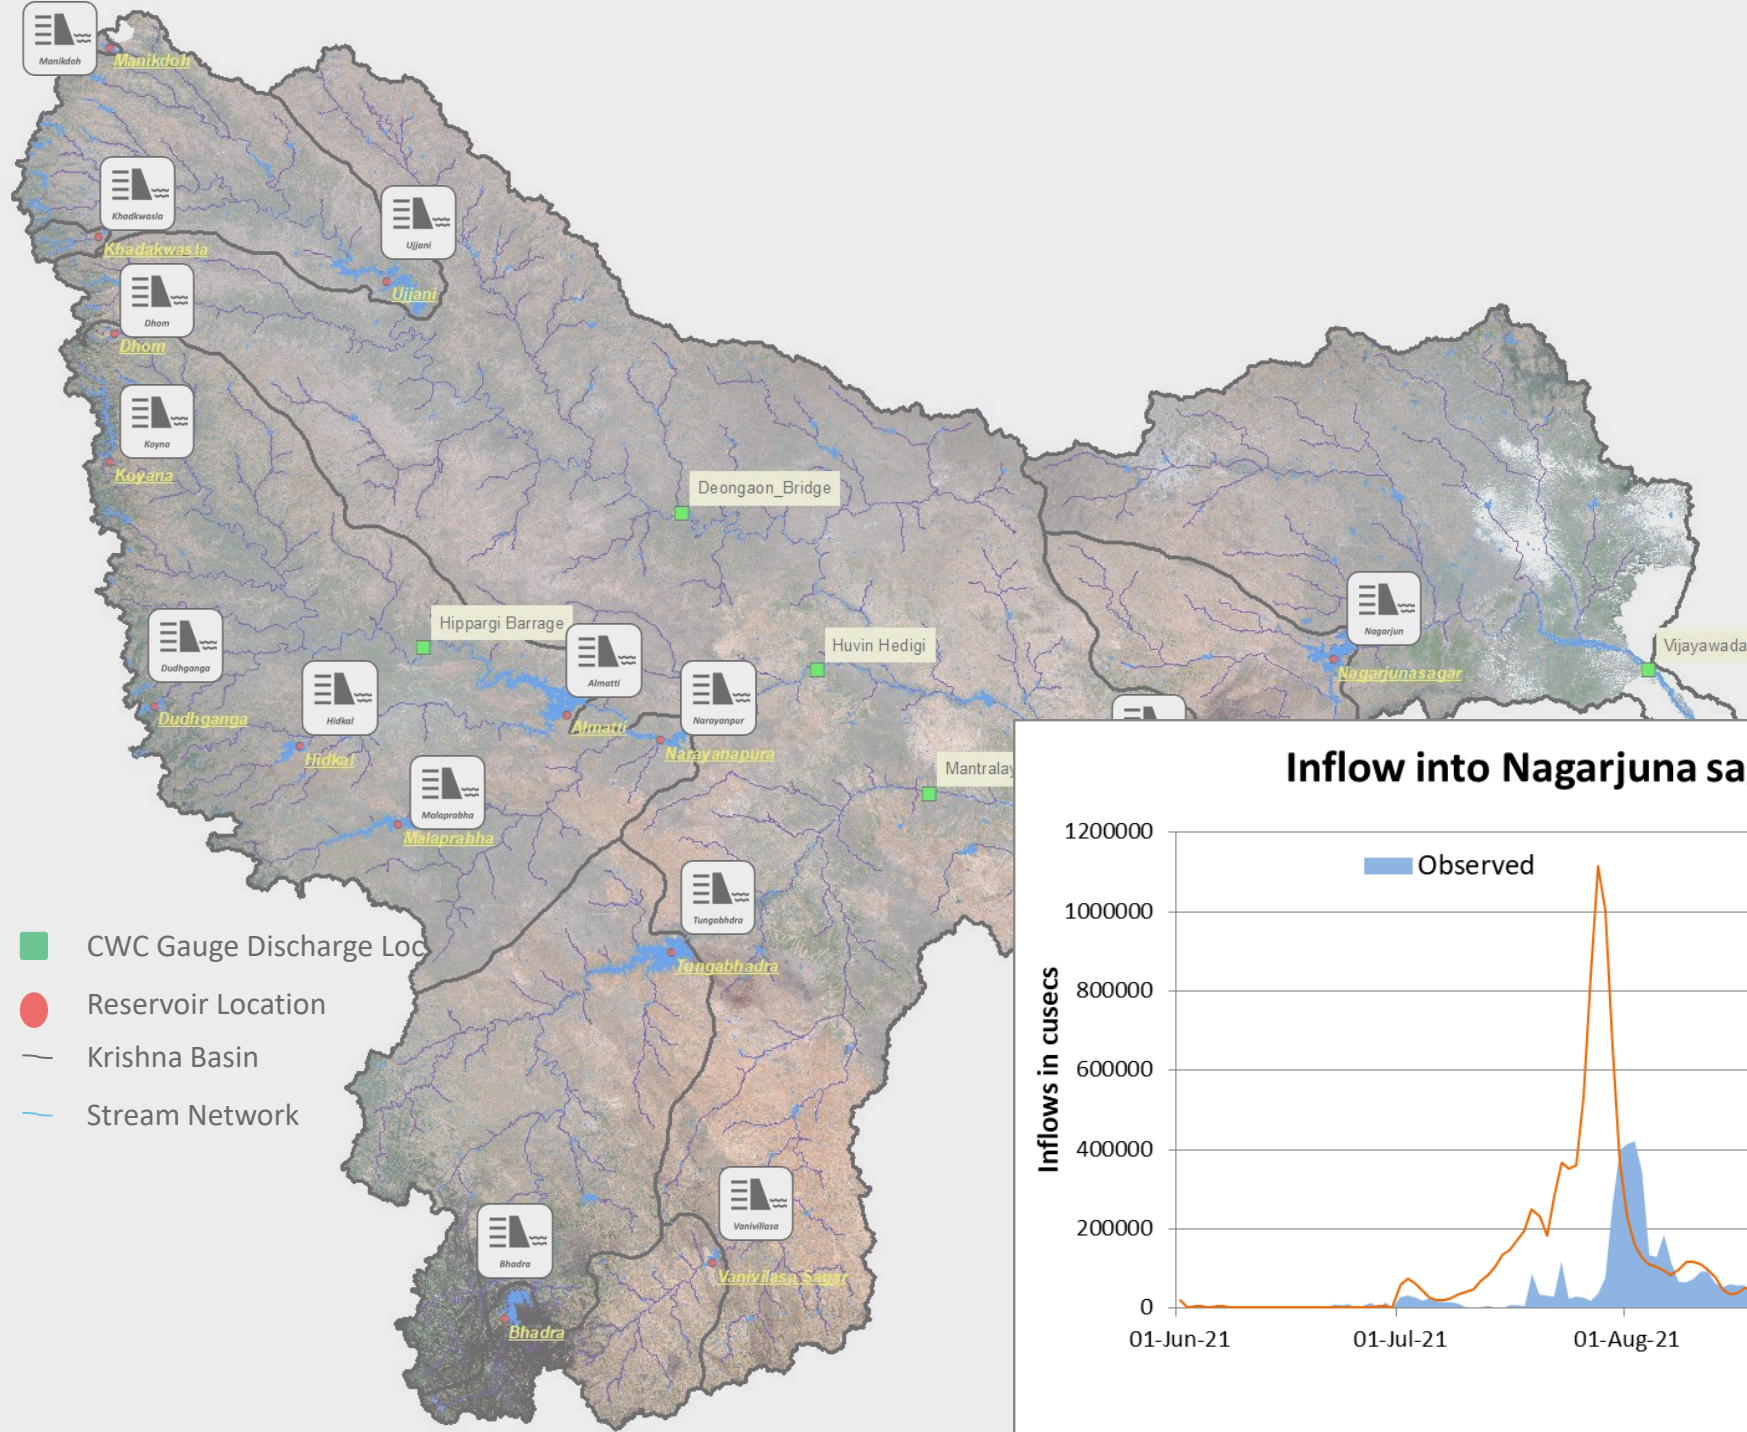 Manikdoh
Manikdoh
Khadkwasla
Khadakwasla
Ujjani
Ujjani
Dhom
Dhom
Koyna
Koyana
Deongaon_Bridge
Hippargi Barrage
Huvin Hedigi
Nagarjun
Nagarjunasagar
Vijayawada
Dudhganga
Dudhganga
Hidkal
Hidkal
Almatti
Almatti
Narayanpur
Narayanapura
Malaprabha
Malaprabha
Mantralay
Tungabhdra
Tungabhadra
Vanivillasa
Vanivilasa Sagar
Bhadra
Bhadra
CWC Gauge Discharge Loc
Reservoir Location
Krishna Basin
Stream Network
Inflow into Nagarjuna sa
Observed
Inflows in cusecs
1200000
1000000
800000
600000
400000
200000
0
01-Jun-21
01-Jul-21
01-Aug-21